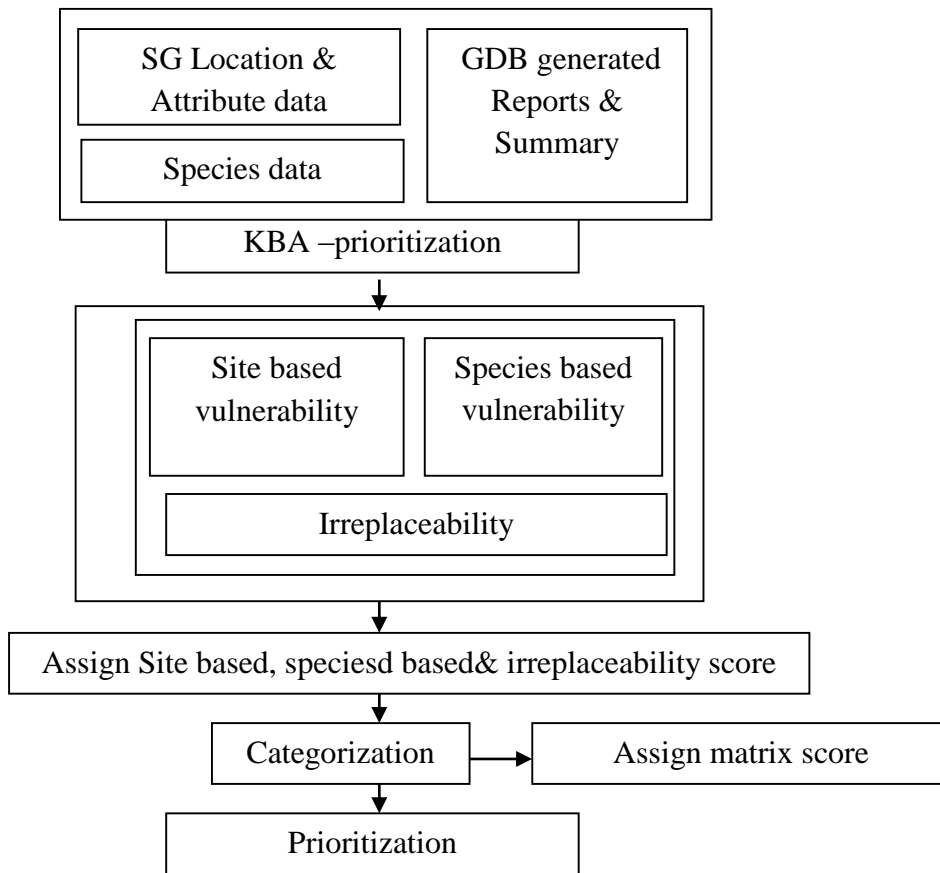 SG Location &
Attribute data
GDB generated
Reports &
Summary
Species data
KBA –prioritization
Site based
vulnerability
Species based
vulnerability
Irreplaceability
Assign Site based, speciesd based& irreplaceability score
Categorization
Assign matrix score
Prioritization